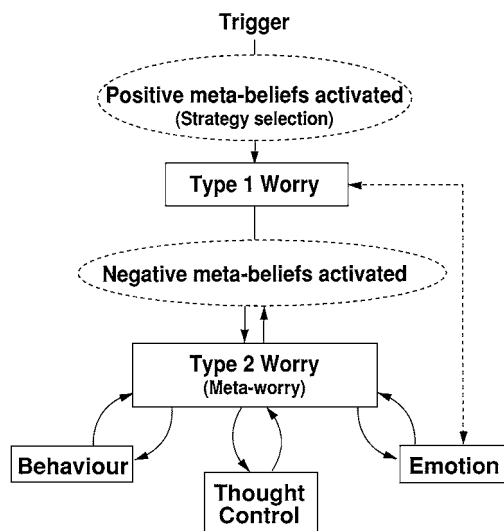 Trigger
Positive meta-beliefs activated
(Strategy selection)
Type 1 Worry
Negative meta-beliefs activated
Type 2 Worry
(Meta-worry)
Behaviour
Thought
Control
Emotion